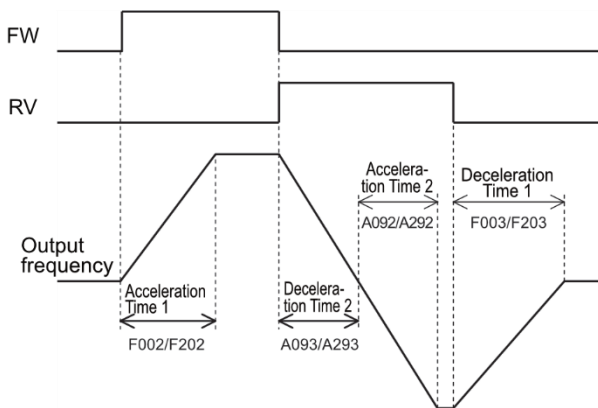 FW
RV
Accelera-
tion Time 2
A092/A292
Deceleration
Time 1
F003/F203
Output
frequency
Acceleration
Time 1
F002/F202
Decelera-
tion Time 2
A093/A293